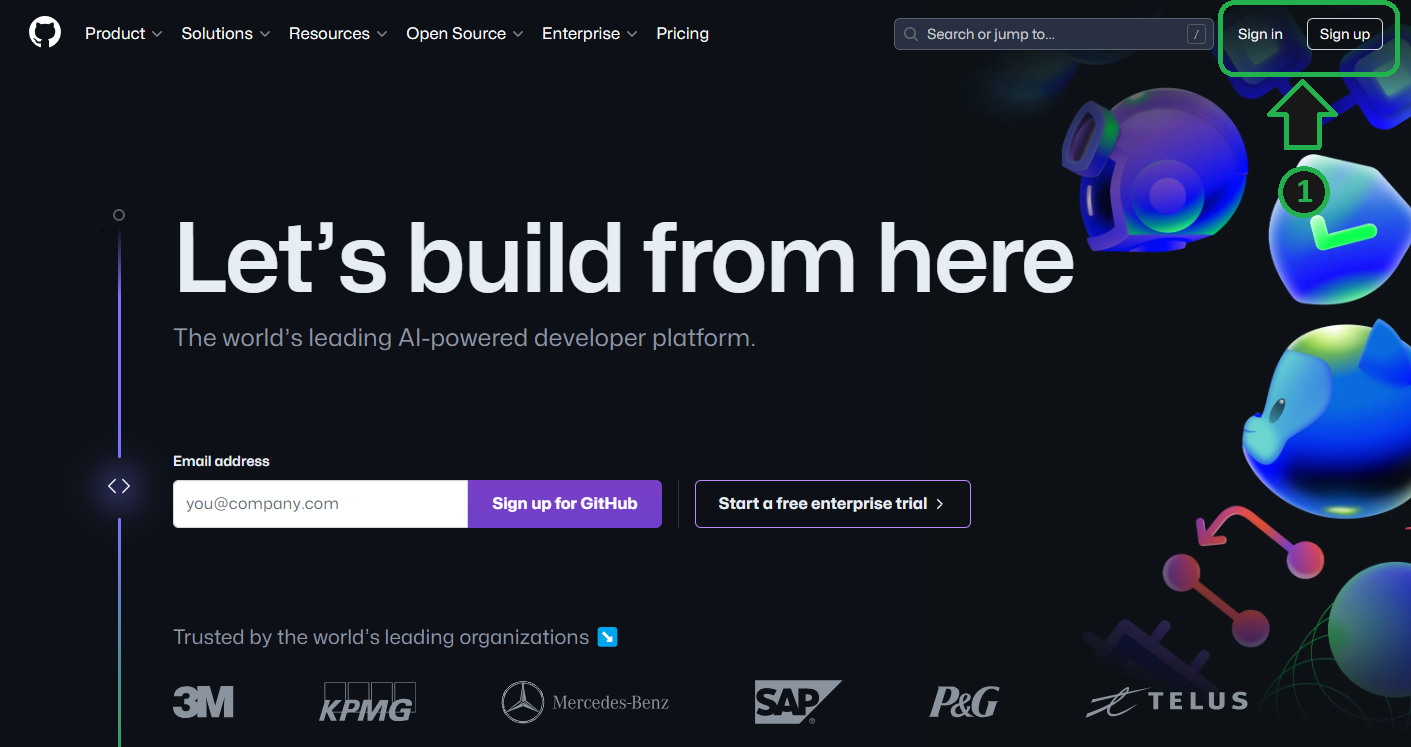 Product Solutions Resources Open Source Enterprise Pricing Search or jump to... / Sign in Sign up
1
Let’s build from here
The world’s leading AI-powered developer platform.
Email address
you@company.com Sign up for GitHub Start a free enterprise trial
Trusted by the world’s leading organizations
3M KPMG Mercedes-Benz SAP P&G TELUS